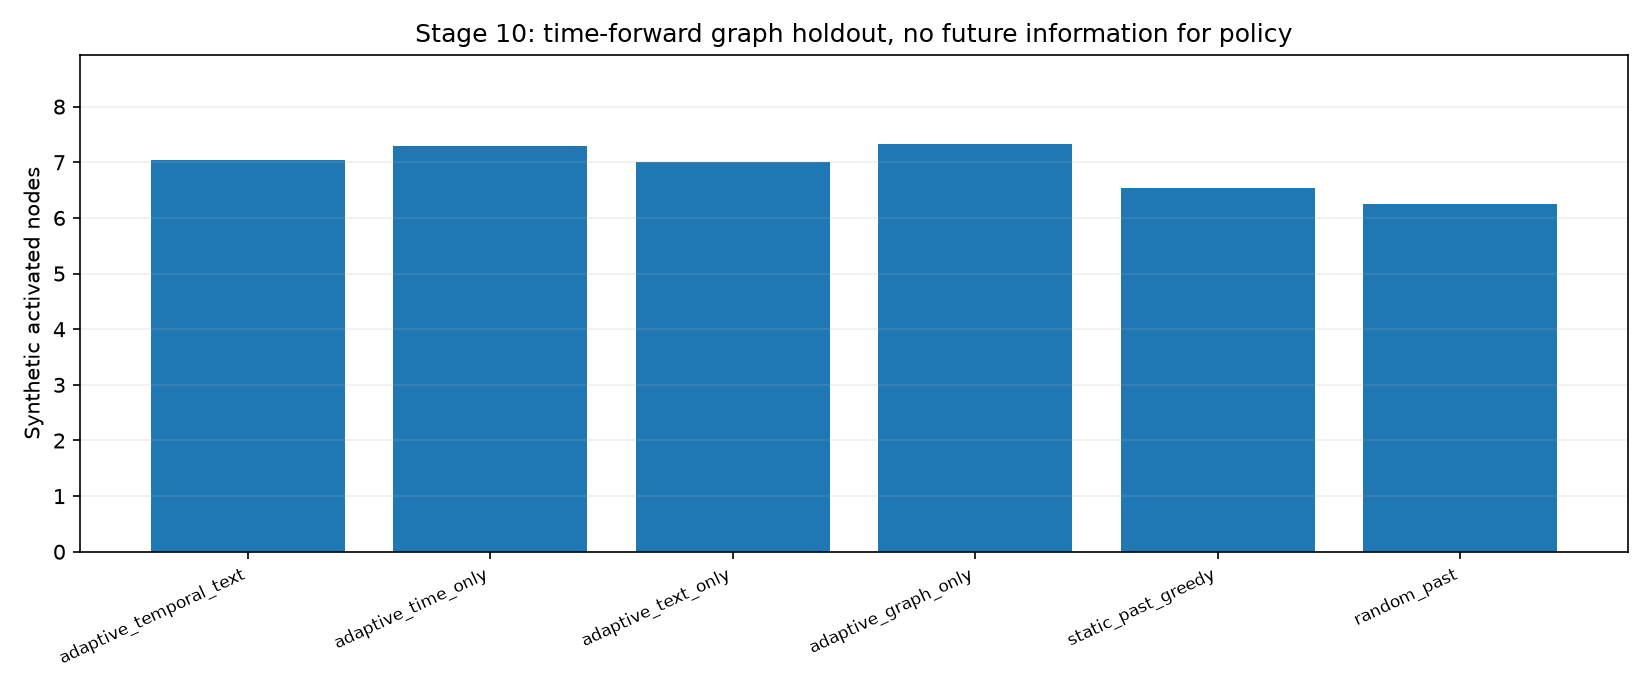 Stage 10: time-forward graph holdout, no future information for policy
Synthetic activated nodes
8
7
6
5
4
3
2
1
0
adaptive_temporal_text
adaptive_time_only
adaptive_text_only
adaptive_graph_only
static_past_greedy
random_past